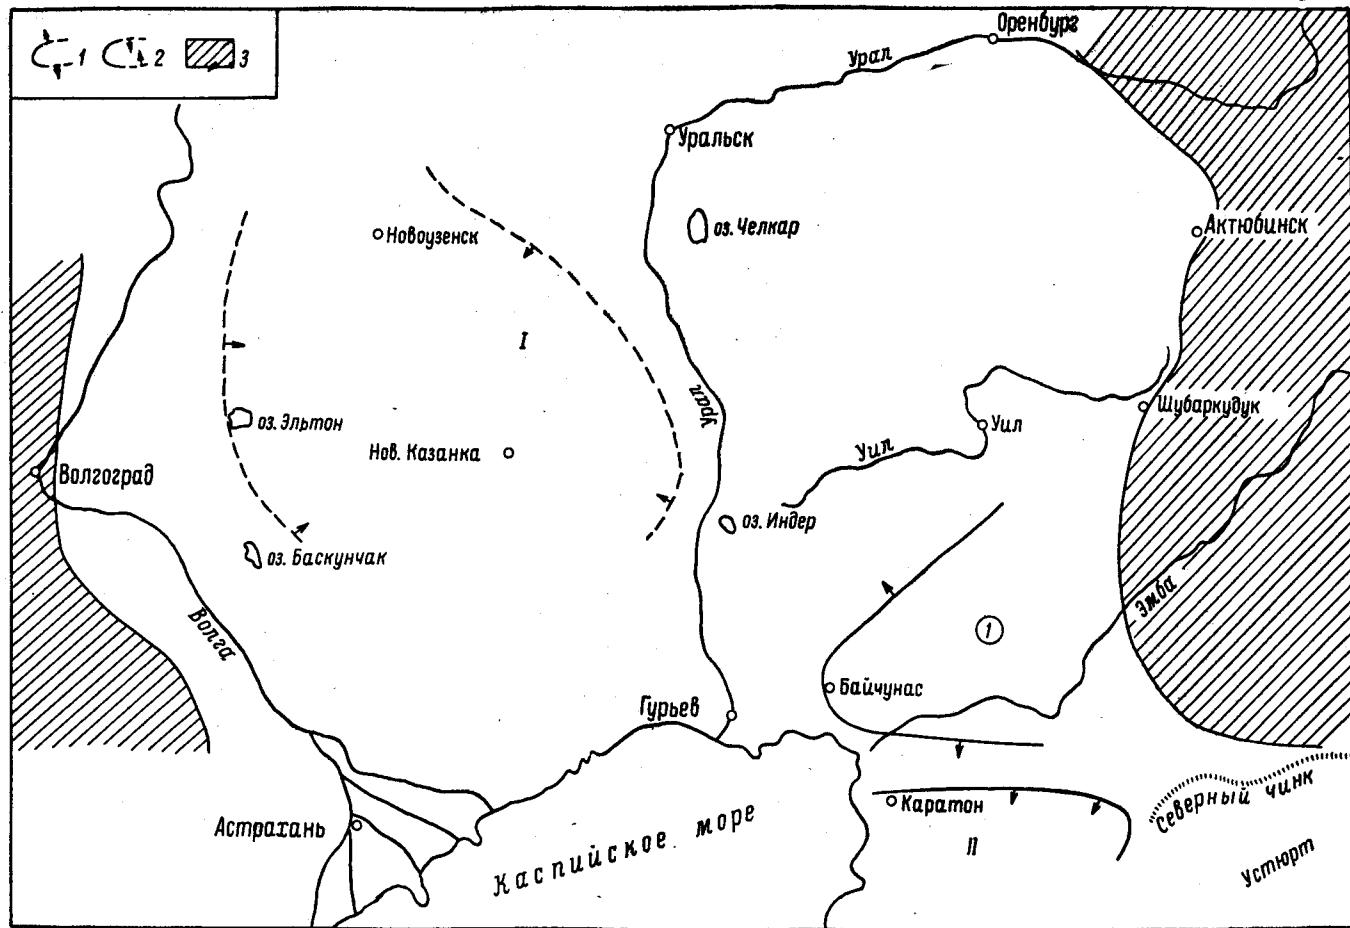 1 2 3
Оренбург
Урал
Уральск
оз. Челкар
Актюбинск
Новоузенск
I
Урал
Шубаркудук
оз. Эльтон
Уил
Нов. Казанка
Уил
Волгоград
оз. Индер
оз. Баскунчак
Эмба
Волга
1
Байчунас
Гурьев
Каратон
Северный чинк
Астрахань
Каспийское море
II
Устюрт